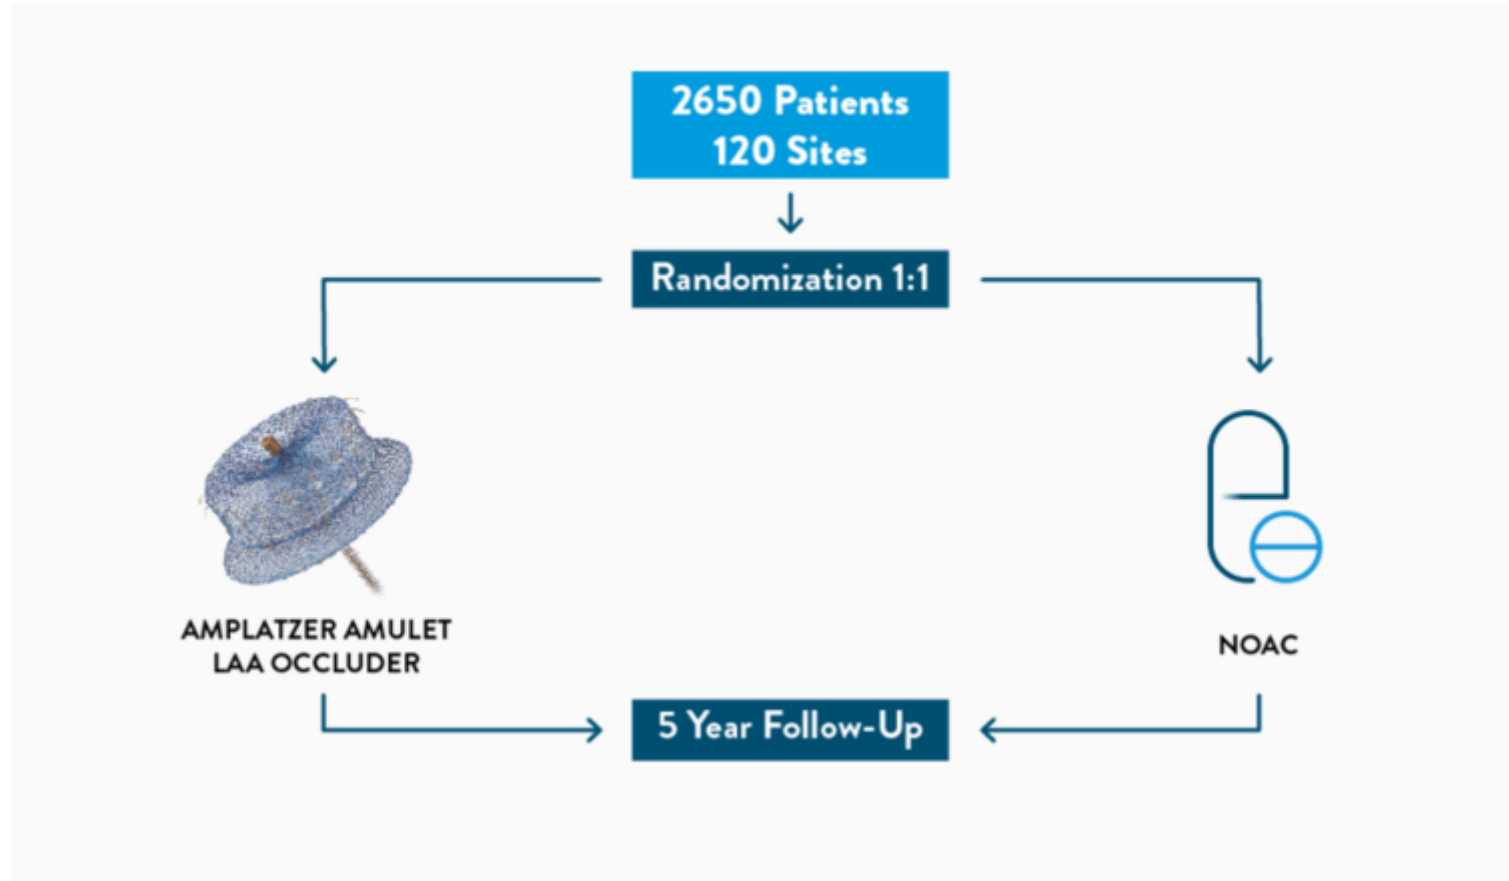 2650 Patients
120 Sites
Randomization 1:1
AMPLATZER AMULET
LAA OCCLUDER
NOAC
5 Year Follow-Up